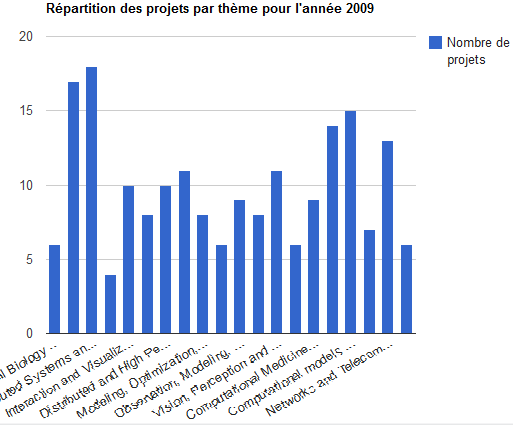 Répartition des projets par thème pour l'année 2009
Nombre de
projets
20
15
10
5
0
al Biology ...
uted Systems an...
Interaction and Visualiz...
Distributed and High Pe...
Modeling, Optimization,...
Observation, Modeling, ...
Vision, Perception and ...
Computational Medicine...
Computational models ...
Networks and Telecom...